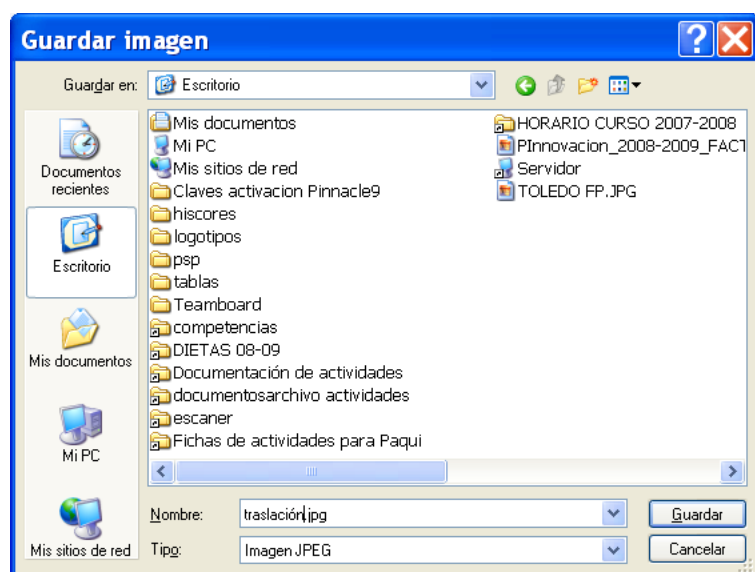 Guardar imagen
Guardar en:
Escritorio
Documentos
recientes
Escritorio
Mis documentos
Mi PC
Mis sitios de red
Mis documentos
Mi PC
Mis sitios de red
Claves activacion Pinnacle9
hiscores
logotipos
psp
tablas
Teamboard
competencias
DIETAS 08-09
Documentación de actividades
documentosarchivo actividades
escaner
Fichas de actividades para Paqui
HORARIO CURSO 2007-2008
PInnovacion_2008-2009_FACT
Servidor
TOLEDO FP.JPG
Nombre:
traslación.jpg
Guardar
Tipo:
Imagen JPEG
Cancelar